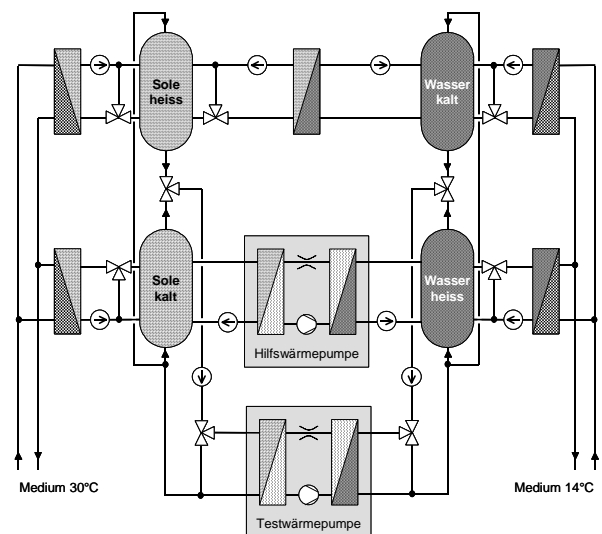 Sole
heiss
Wasser
kalt
Sole
kalt
Wasser
heiss
Hilfswärmepumpe
Medium 30°C
Medium 14°C
Testwärmepumpe